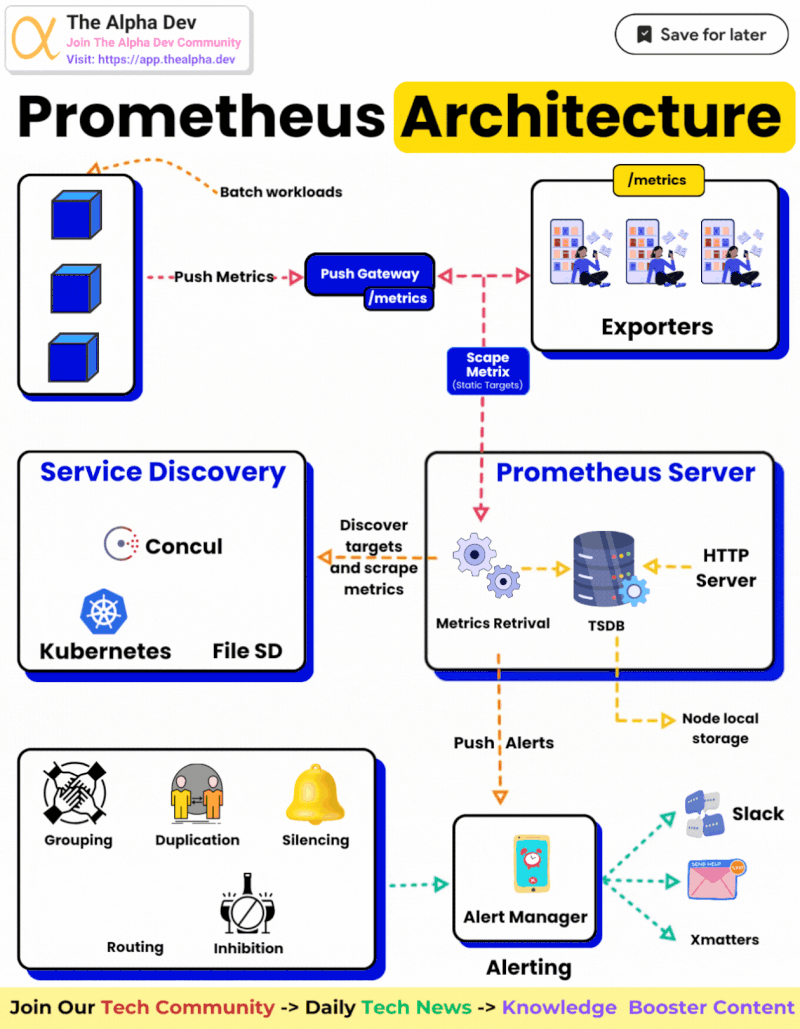 The Alpha Dev
Join The Alpha Dev Community
Visit: https://app.thealpha.dev
Save for later
Prometheus Architecture
Batch workloads
Push Metrics
Push Gateway
/metrics
/metrics
Exporters
Scape
Metrix
(Static Targets)
Service Discovery
Concul
Kubernetes
File SD
Discover
targets
and scrape
metrics
Prometheus Server
Metrics Retrival
TSDB
HTTP
Server
Push Alerts
Node local
storage
Grouping
Duplication
Silencing
Routing
Inhibition
Alert Manager
Alerting
Slack
SEND HELP
Xmatters
Join Our Tech Community -> Daily Tech News -> Knowledge Booster Content